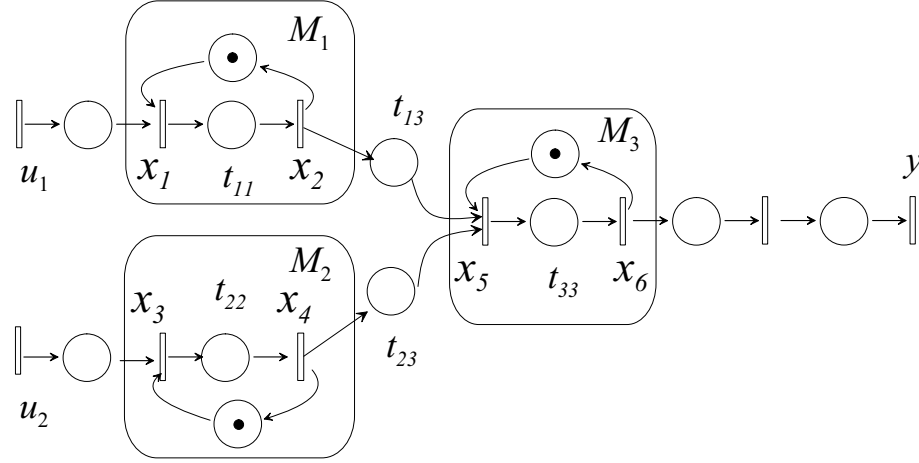 M₁
u₁
x₁
t₁₁
x₂
t₁₃
M₃
x₅
t₃₃
x₆
y
M₂
x₃
t₂₂
x₄
t₂₃
u₂